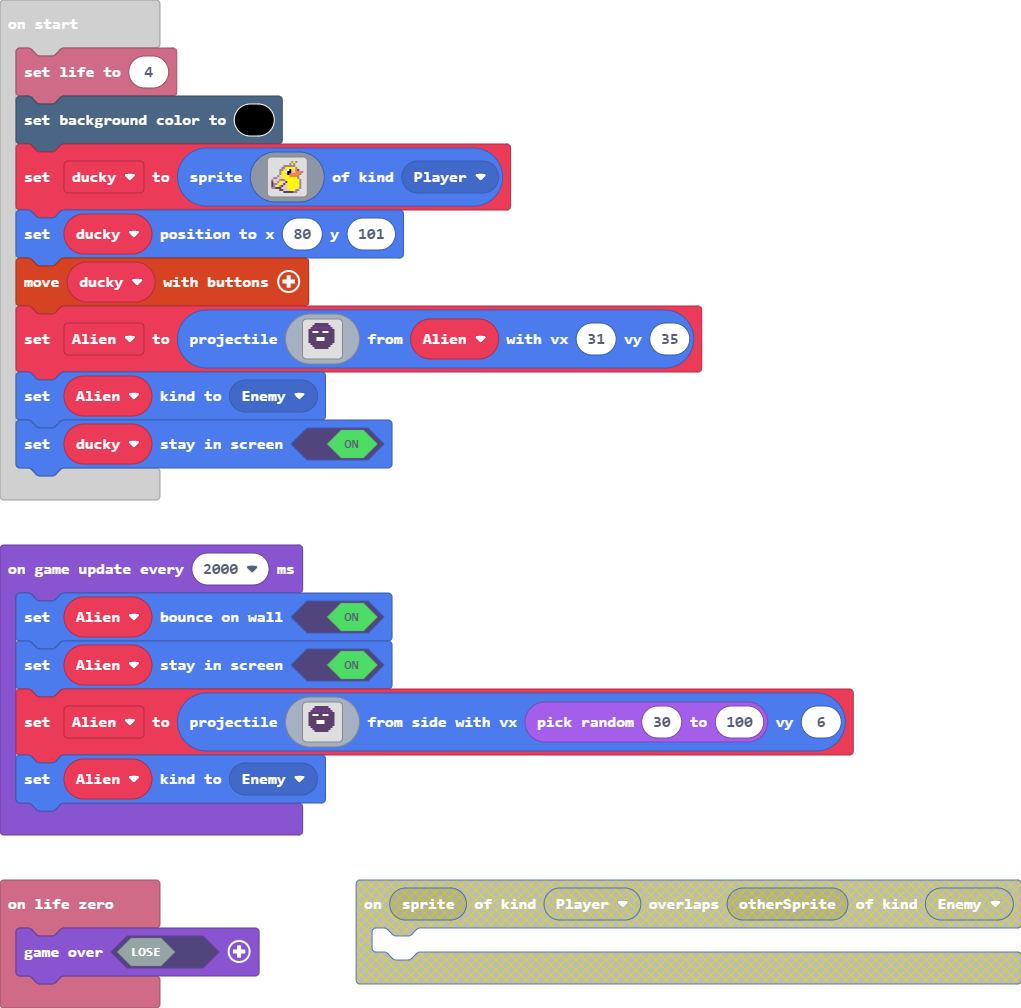 on start
set life to 4
set background color to
set ducky to sprite of kind Player
set ducky position to x 80 y 101
move ducky with buttons
set Alien to projectile from Alien with vx 31 vy 35
set Alien kind to Enemy
set ducky stay in screen ON
on game update every 2000 ms
set Alien bounce on wall ON
set Alien stay in screen ON
set Alien to projectile from side with vx pick random 30 to 100 vy 6
set Alien kind to Enemy
on life zero
game over LOSE
on sprite of kind Player overlaps otherSprite of kind Enemy